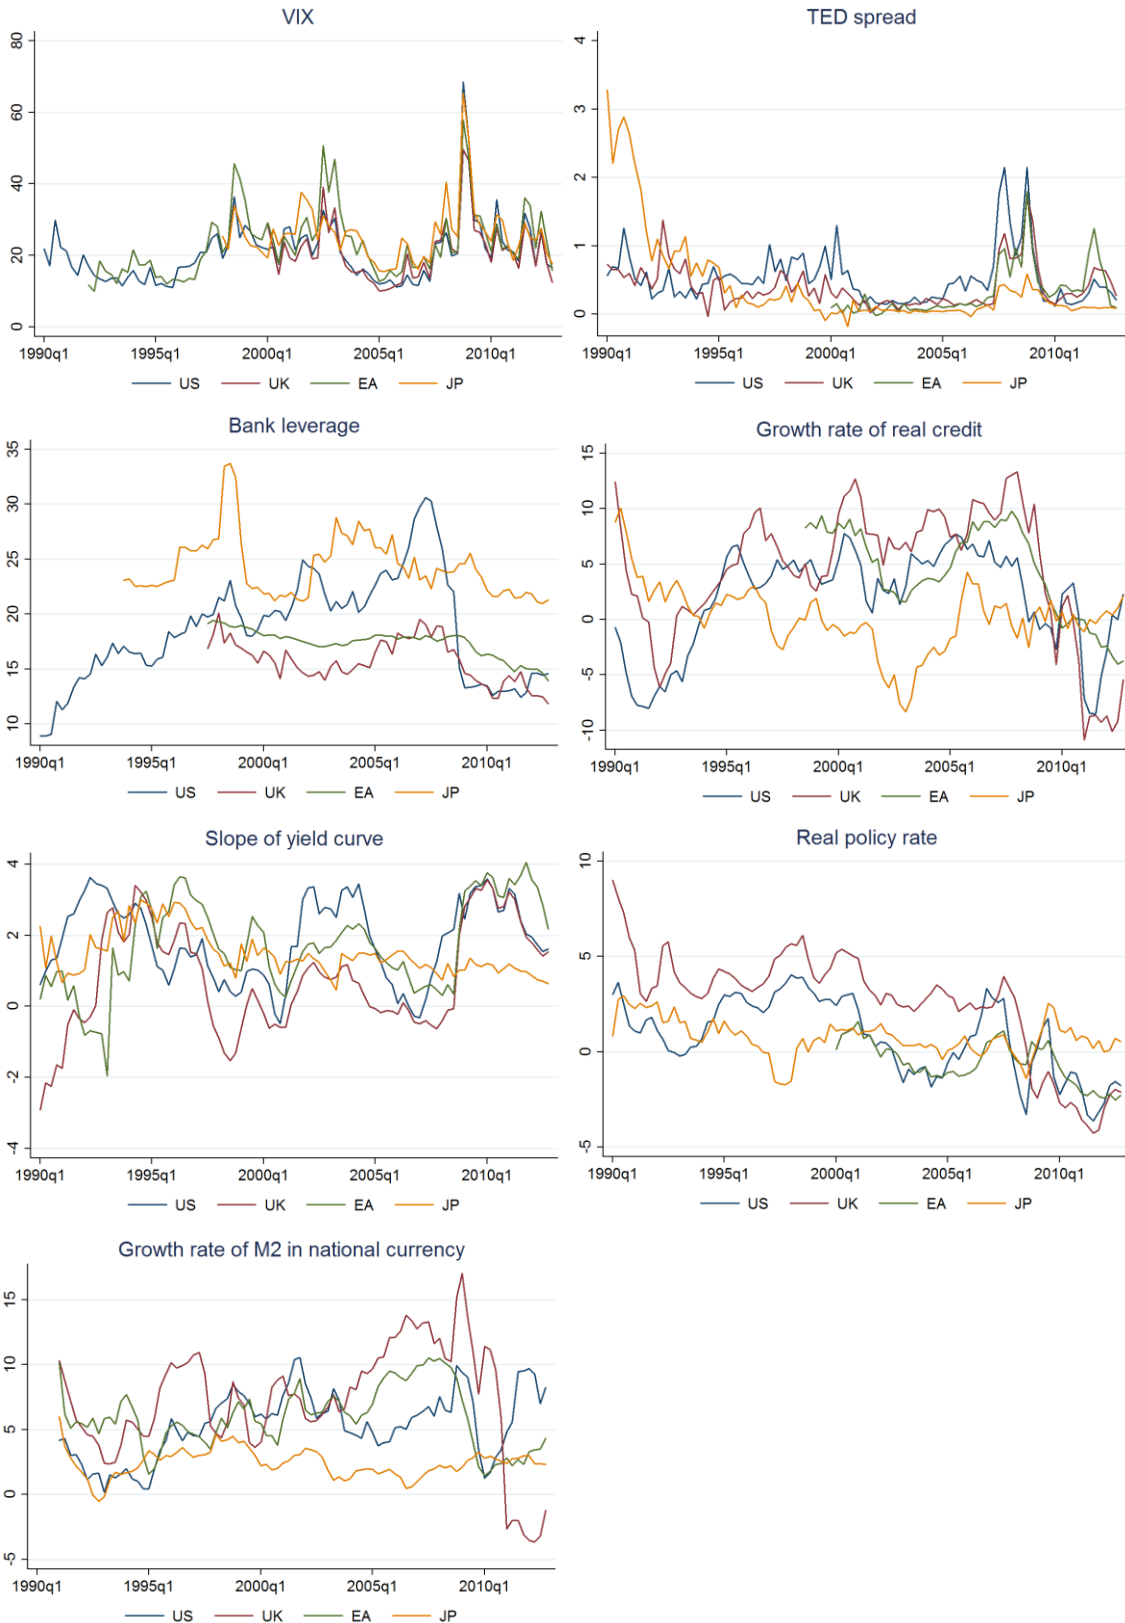 VIX
80
60
40
20
0
1990q1 1995q1 2000q1 2005q1 2010q1
US UK EA JP
TED spread
4
3
2
1
0
1990q1 1995q1 2000q1 2005q1 2010q1
US UK EA JP
Bank leverage
35
30
25
20
15
10
1990q1 1995q1 2000q1 2005q1 2010q1
US UK EA JP
Growth rate of real credit
15
10
5
0
-5
-10
1990q1 1995q1 2000q1 2005q1 2010q1
US UK EA JP
Slope of yield curve
4
2
0
-2
-4
1990q1 1995q1 2000q1 2005q1 2010q1
US UK EA JP
Real policy rate
10
5
0
-5
1990q1 1995q1 2000q1 2005q1 2010q1
US UK EA JP
Growth rate of M2 in national currency
15
10
5
0
-5
1990q1 1995q1 2000q1 2005q1 2010q1
US UK EA JP